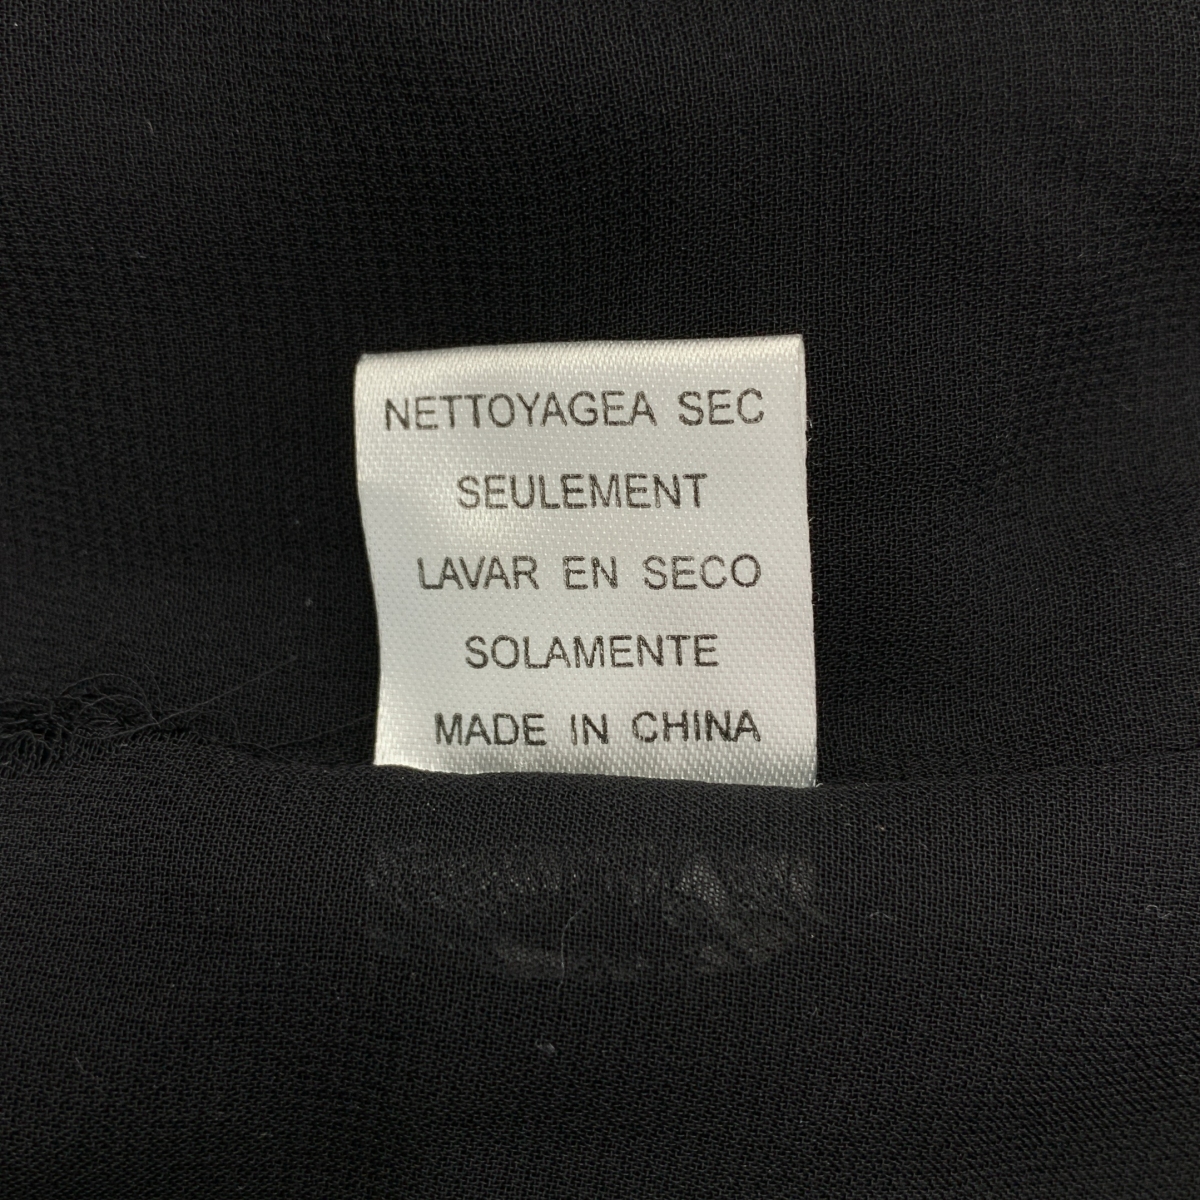 NETTOYAGEA SEC
SEULEMENT
LAVAR EN SECO
SOLAMENTE
MADE IN CHINA